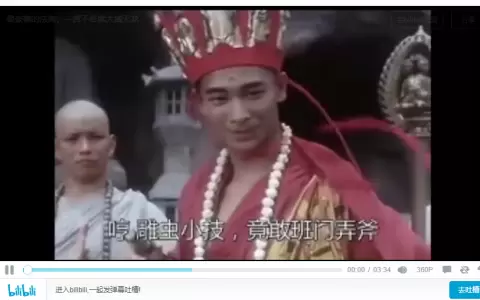 哼 雕虫小技，竟敢班门弄斧
00:00 / 03:34
360P
bilibili
进入bilibili,一起发弹幕吐槽!
去吐槽